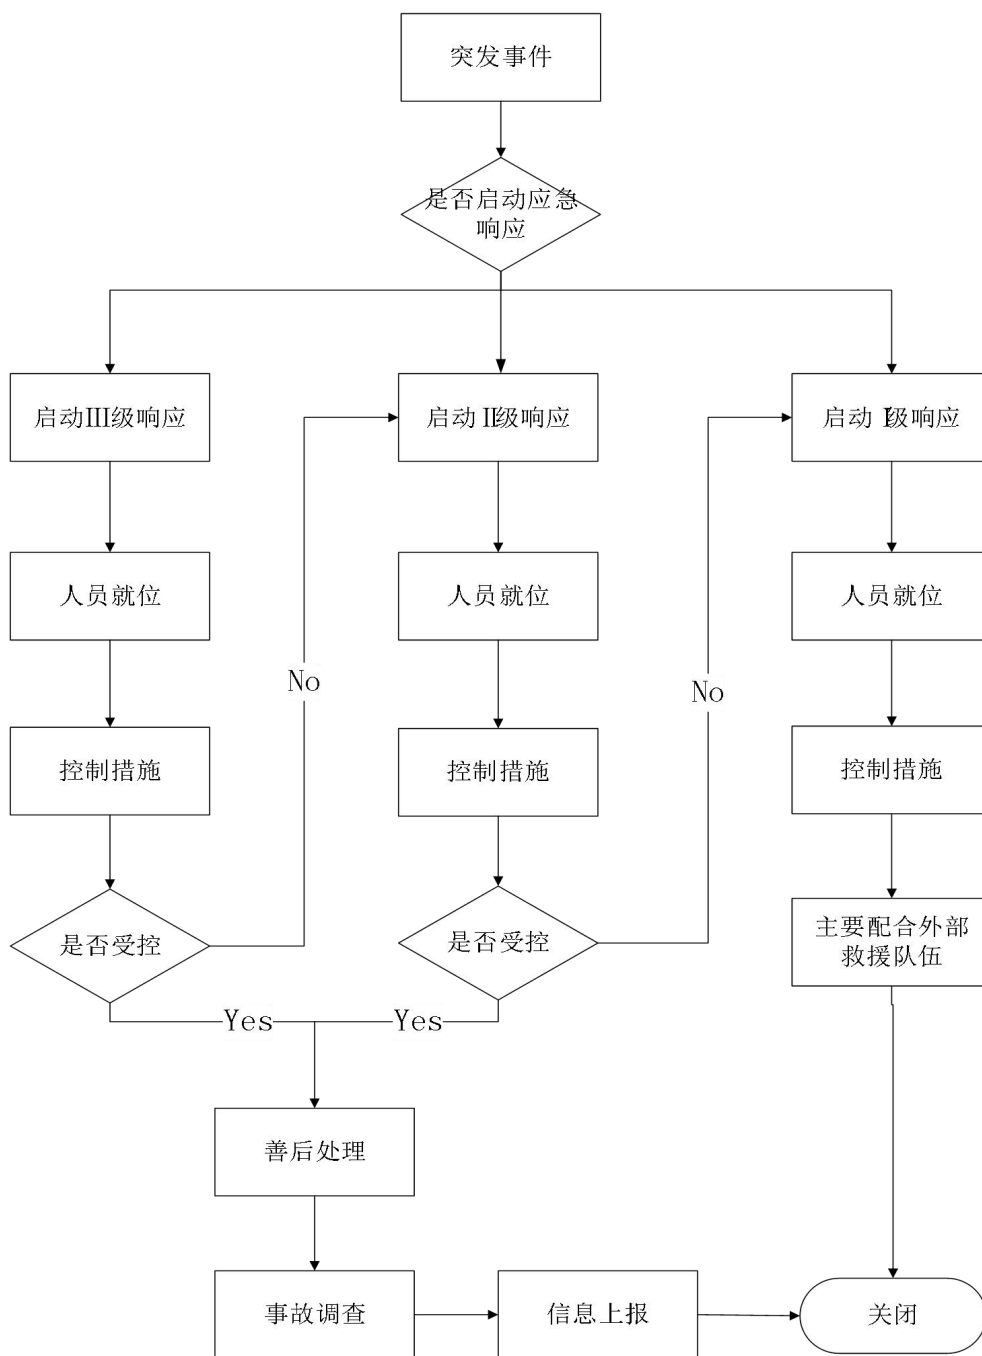 突发事件
是否启动应急
响应
启动III级响应
启动II级响应
启动I级响应
人员就位
人员就位
人员就位
No
No
控制措施
控制措施
控制措施
是否受控
是否受控
主要配合外部
救援队伍
Yes
Yes
善后处理
事故调查
信息上报
关闭